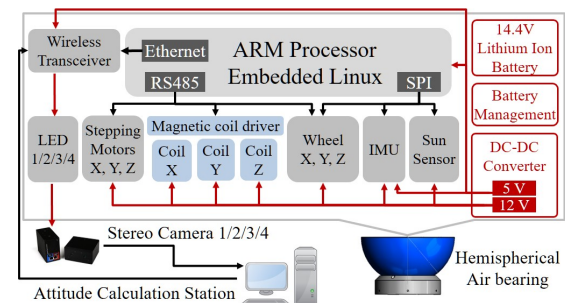 Wireless
Transceiver
Ethernet
ARM Processor
Embedded Linux
RS485
SPI
14.4V
Lithium Ion
Battery
Battery
Management
DC-DC
Converter
5 V
12 V
LED
1/2/3/4
Stepping
Motors
X, Y, Z
Magnetic coil driver
Coil
X
Coil
Y
Coil
Z
Wheel
X, Y, Z
IMU
Sun
Sensor
Stereo Camera 1/2/3/4
Attitude Calculation Station
Hemispherical
Air bearing